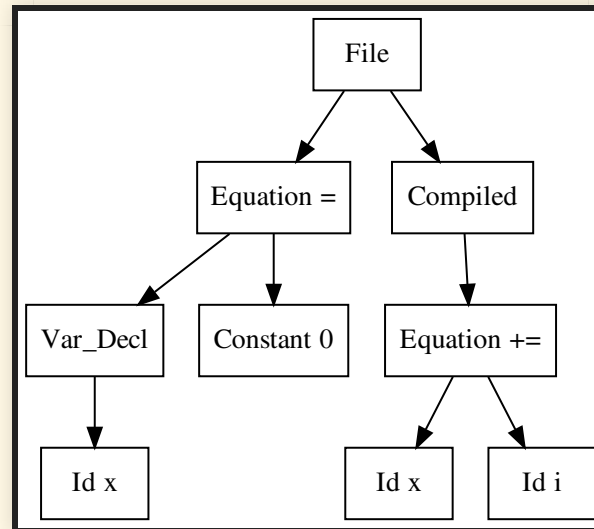 File
Equation =
Compiled
Var_Decl
Constant 0
Equation +=
Id x
Id x
Id i